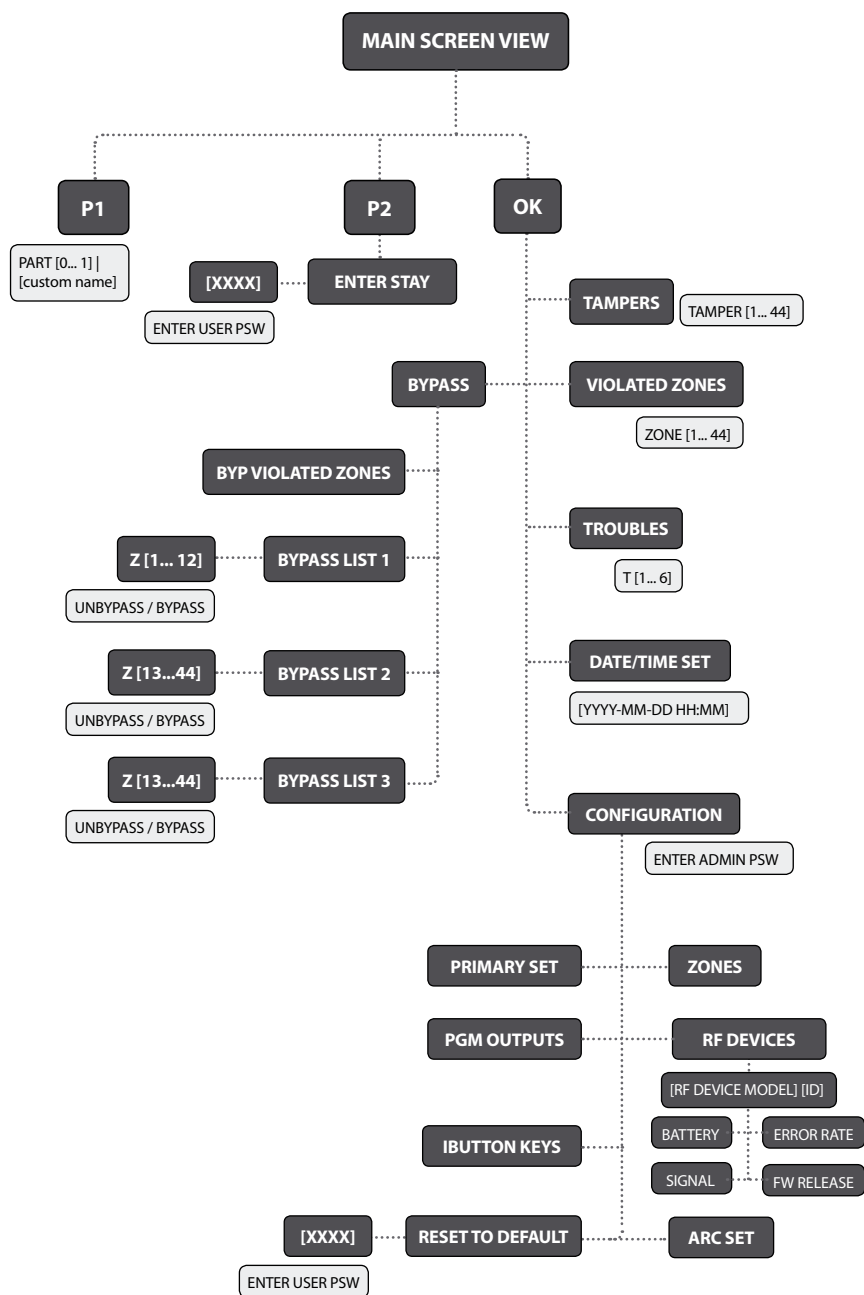 MAIN SCREEN VIEW
P1
P2
OK
PART [0... 1] |
[custom name]
[XXXX]
ENTER STAY
ENTER USER PSW
TAMPERS
TAMPER [1... 44]
BYPASS
VIOLATED ZONES
ZONE [1... 44]
BYP VIOLATED ZONES
TROUBLES
T [1... 6]
Z [1... 12]
BYPASS LIST 1
UNBYPASS / BYPASS
Z [13...44]
BYPASS LIST 2
UNBYPASS / BYPASS
DATE/TIME SET
[YYYY-MM-DD HH:MM]
Z [13...44]
BYPASS LIST 3
UNBYPASS / BYPASS
CONFIGURATION
ENTER ADMIN PSW
PRIMARY SET
ZONES
PGM OUTPUTS
RF DEVICES
[RF DEVICE MODEL] [ID]
BATTERY
ERROR RATE
IBUTTON KEYS
SIGNAL
FW RELEASE
[XXXX]
RESET TO DEFAULT
ARC SET
ENTER USER PSW